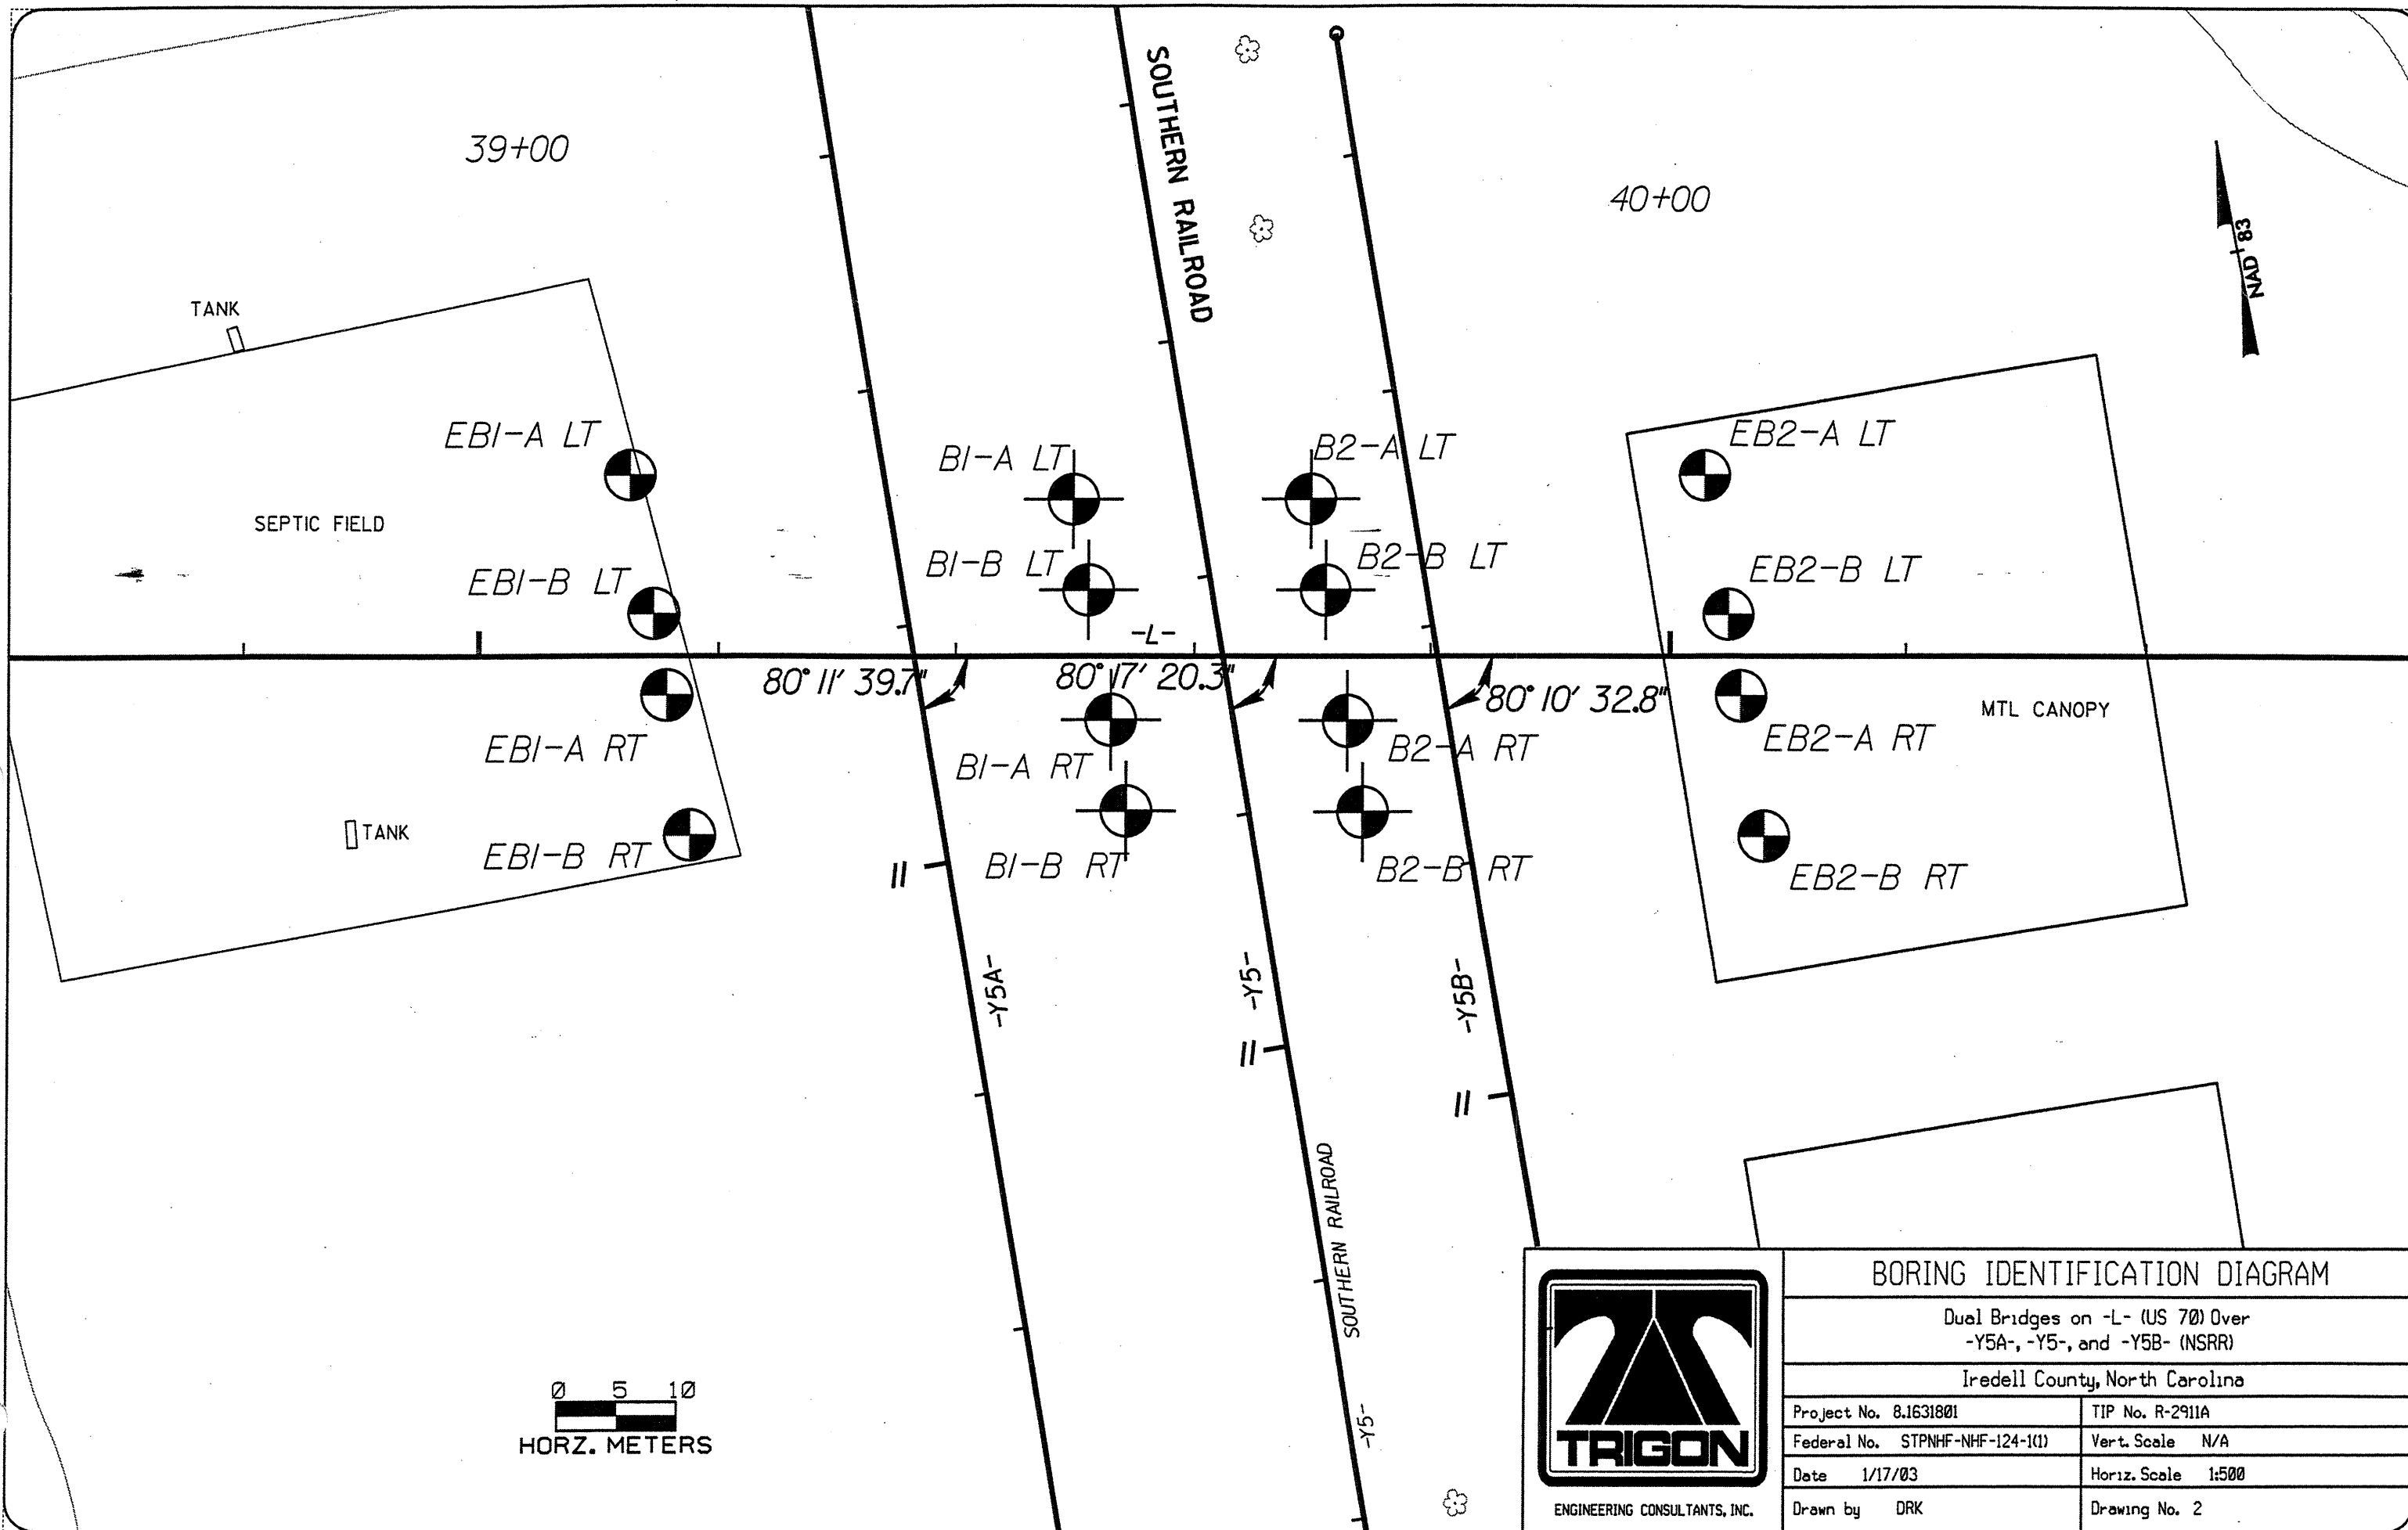 SOUTHERN RAILROAD
39+00
40+00
NAD 83
TANK
EB1-A LT
B1-A LT
B2-A LT
EB2-A LT
SEPTIC FIELD
EB1-B LT
B1-B LT
B2-B LT
EB2-B LT
-L-
80° 11' 39.7"
80° 17' 20.3"
80° 10' 32.8"
MTL CANOPY
EB1-A RT
B1-A RT
B2-A RT
EB2-A RT
TANK
EB1-B RT
B1-B RT
B2-B RT
EB2-B RT
11
-Y5A-
-Y5-
-Y5B-
11
11
SOUTHERN RAILROAD
-Y5-
0 5 10
HORZ. METERS
TRIGON
ENGINEERING CONSULTANTS, INC.
BORING IDENTIFICATION DIAGRAM
Dual Bridges on -L- (US 70) Over
-Y5A-, -Y5-, and -Y5B- (NSRR)
Iredell County, North Carolina
Project No. 8.1631801
TIP No. R-2911A
Federal No. STPNHF-NHF-124-1(1)
Vert. Scale N/A
Date 1/17/03
Horiz. Scale 1:500
Drawn by DRK
Drawing No. 2